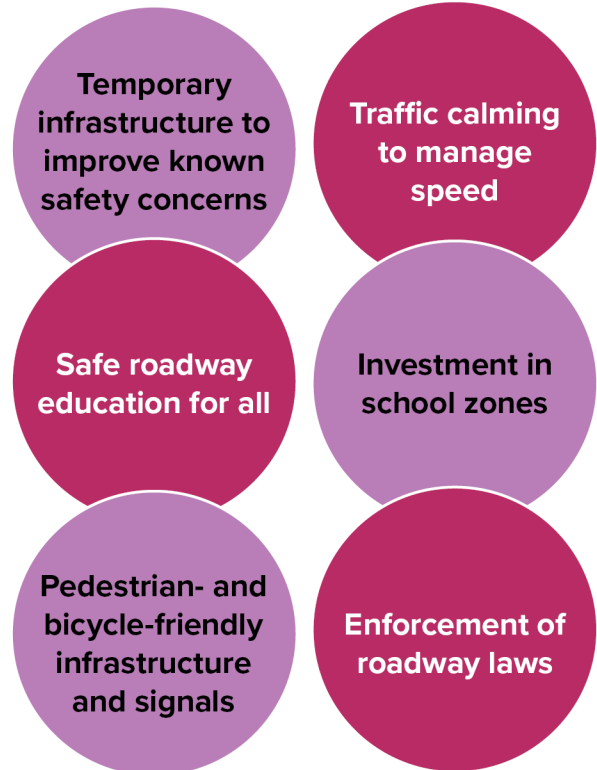 Temporary
infrastructure to
improve known
safety concerns
Traffic calming
to manage
speed
Safe roadway
education for all
Investment in
school zones
Pedestrian- and
bicycle-friendly
infrastructure
and signals
Enforcement of
roadway laws